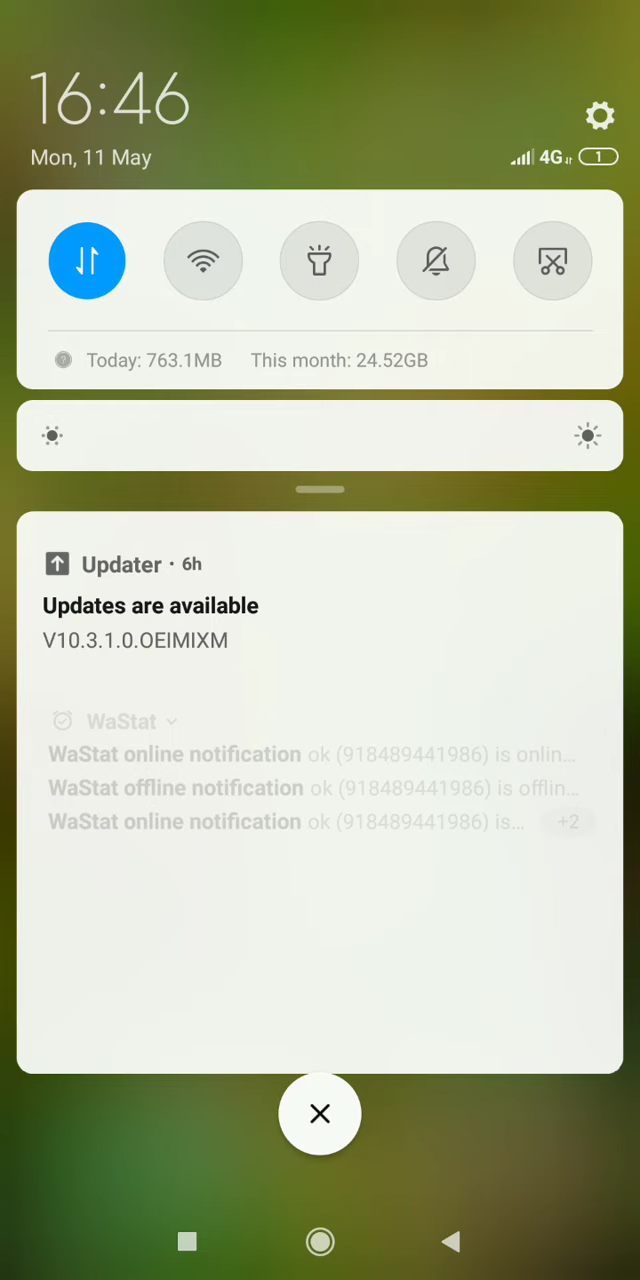 16:46
Mon, 11 May
4G 1
Today: 763.1MB This month: 24.52GB
Updater · 6h
Updates are available
V10.3.1.0.OEIMIXM
WaStat
WaStat online notification ok (918489441986) is onlin…
WaStat offline notification ok (918489441986) is offlin…
WaStat online notification ok (918489441986) is… +2